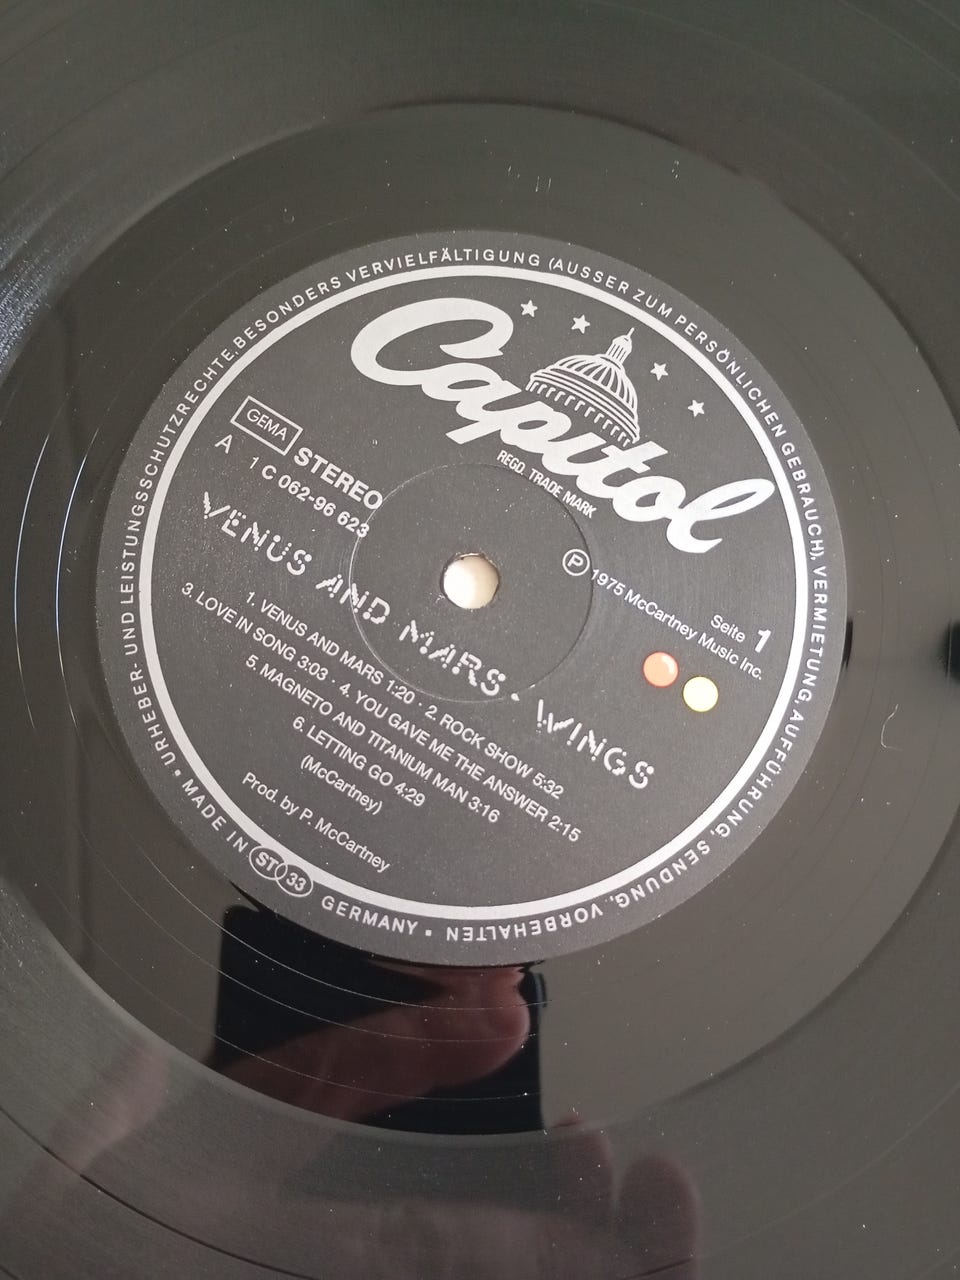 URHEBER- UND LEISTUNGSSCHUTZRECHTE, BESONDERS VERVIELFÄLTIGUNG (AUSSER ZUM PERSÖNLICHEN GEBRAUCH), VERMIETUNG, AUFFÜHRUNG, SENDUNG, VORBEHALTEN
Capitol
REGD. TRADE MARK
GEMA STEREO
A 1 C 062-96 623
℗ 1975 McCartney Music Inc.
Seite 1
VENUS AND MARS · WINGS
1. VENUS AND MARS 1:20 · 2. ROCK SHOW 5:32
3. LOVE IN SONG 3:03 · 4. YOU GAVE ME THE ANSWER 2:15
5. MAGNETO AND TITANIUM MAN 3:16
6. LETTING GO 4:29
(McCartney)
Prod. by P. McCartney
• MADE IN ST 33 GERMANY •